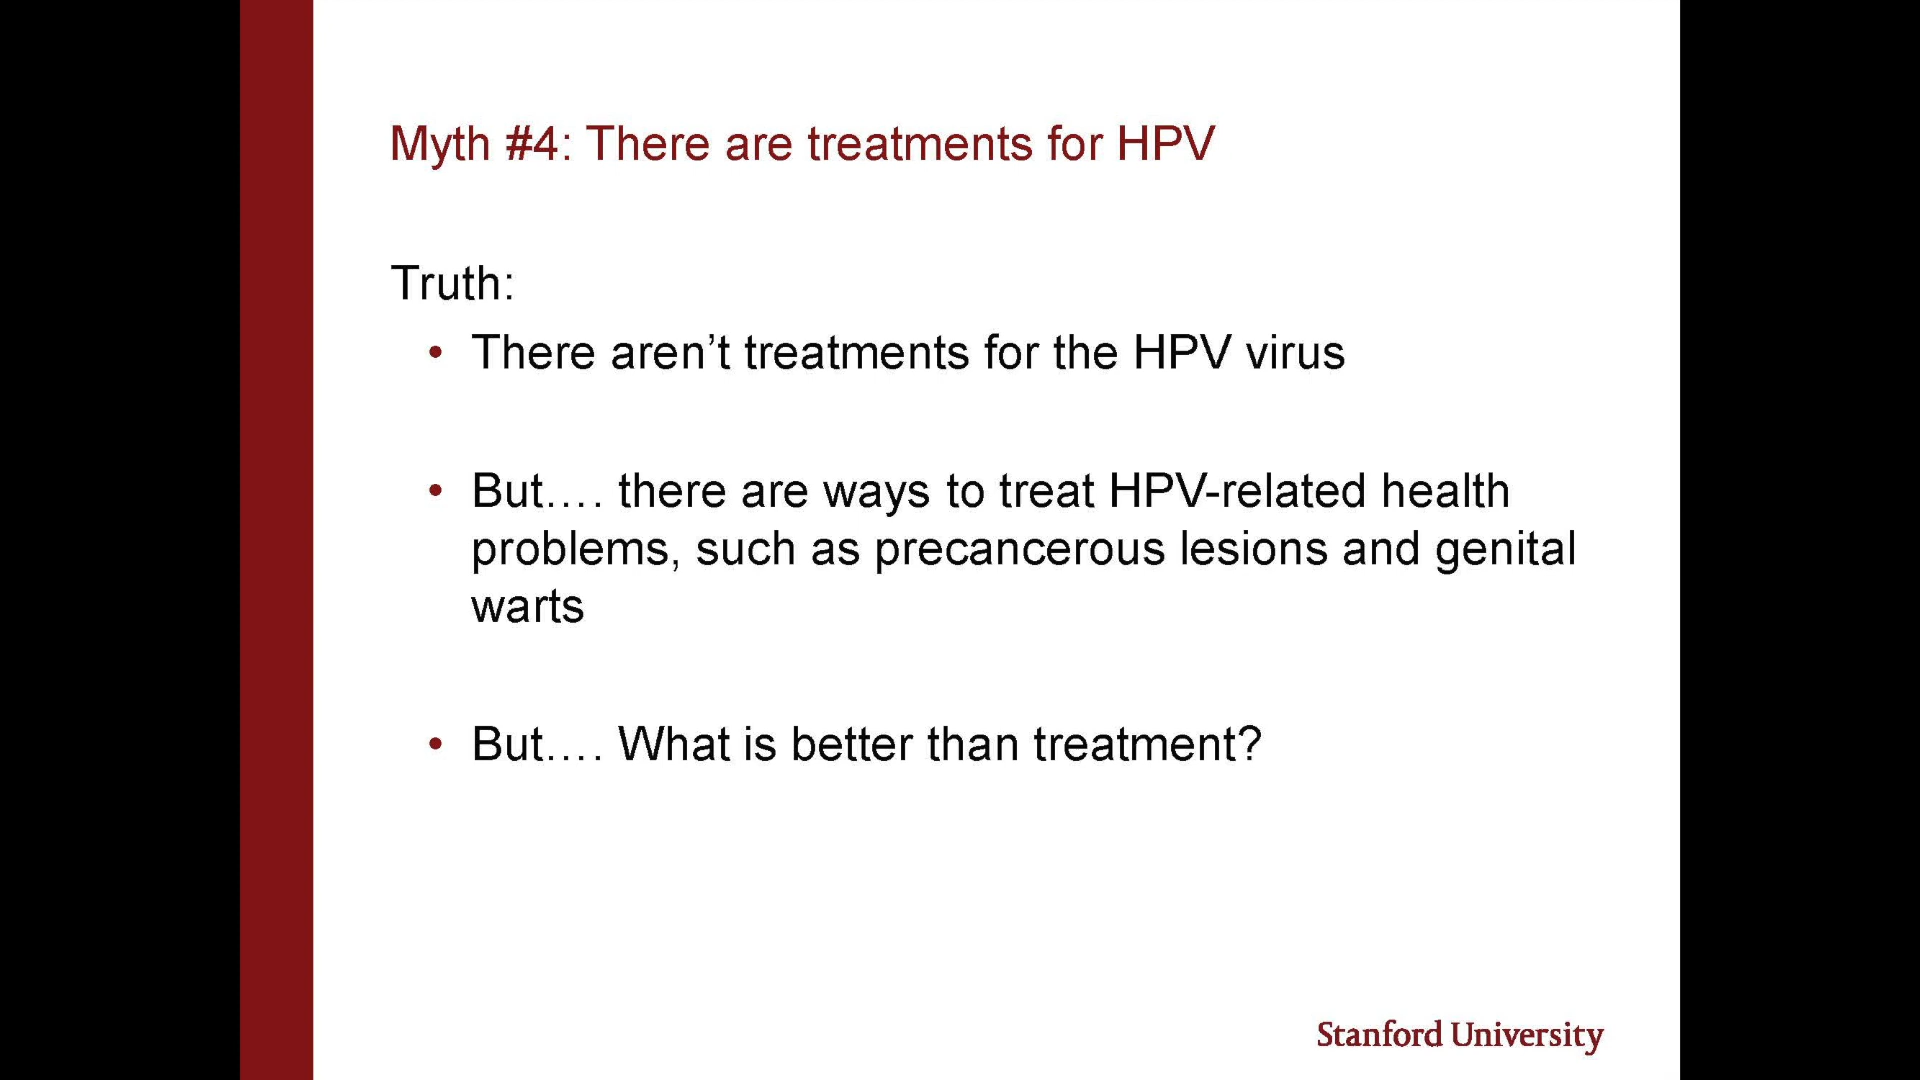 Myth #4: There are treatments for HPV
Truth:
• There aren’t treatments for the HPV virus
• But…. there are ways to treat HPV-related health
problems, such as precancerous lesions and genital
warts
• But…. What is better than treatment?
Stanford University